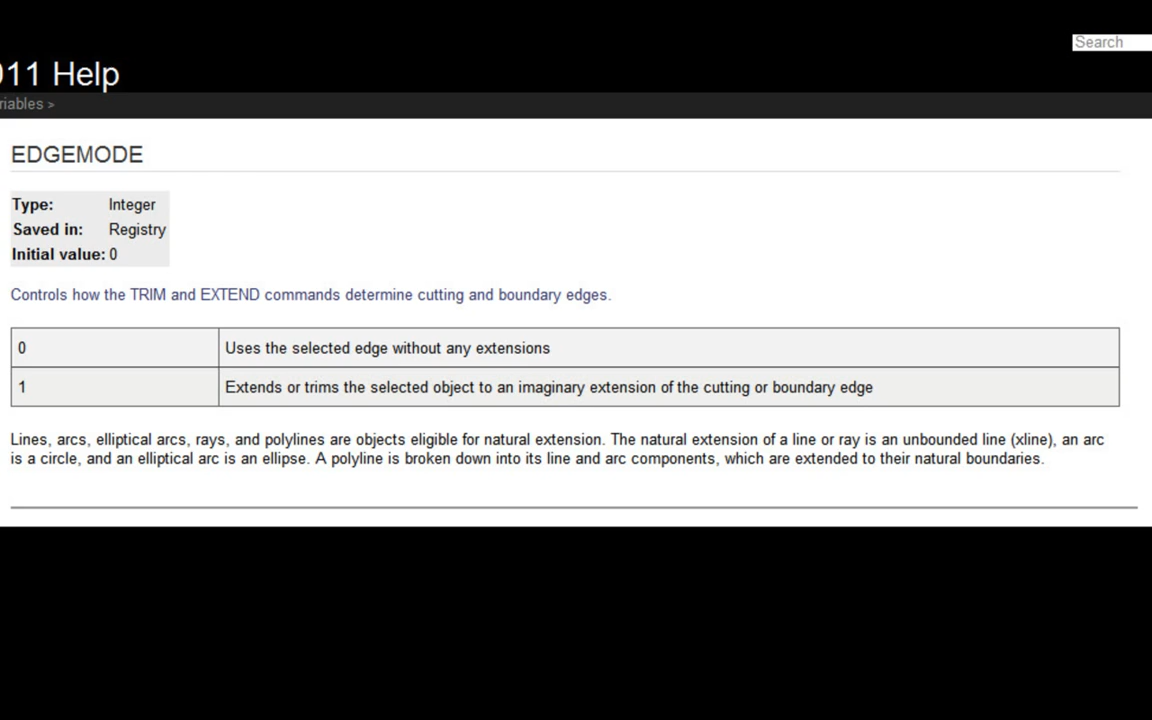 Search
011 Help
riables >
EDGEMODE
Type: Integer
Saved in: Registry
Initial value: 0
Controls how the TRIM and EXTEND commands determine cutting and boundary edges.
0 Uses the selected edge without any extensions
1 Extends or trims the selected object to an imaginary extension of the cutting or boundary edge
Lines, arcs, elliptical arcs, rays, and polylines are objects eligible for natural extension. The natural extension of a line or ray is an unbounded line (xline), an arc
is a circle, and an elliptical arc is an ellipse. A polyline is broken down into its line and arc components, which are extended to their natural boundaries.